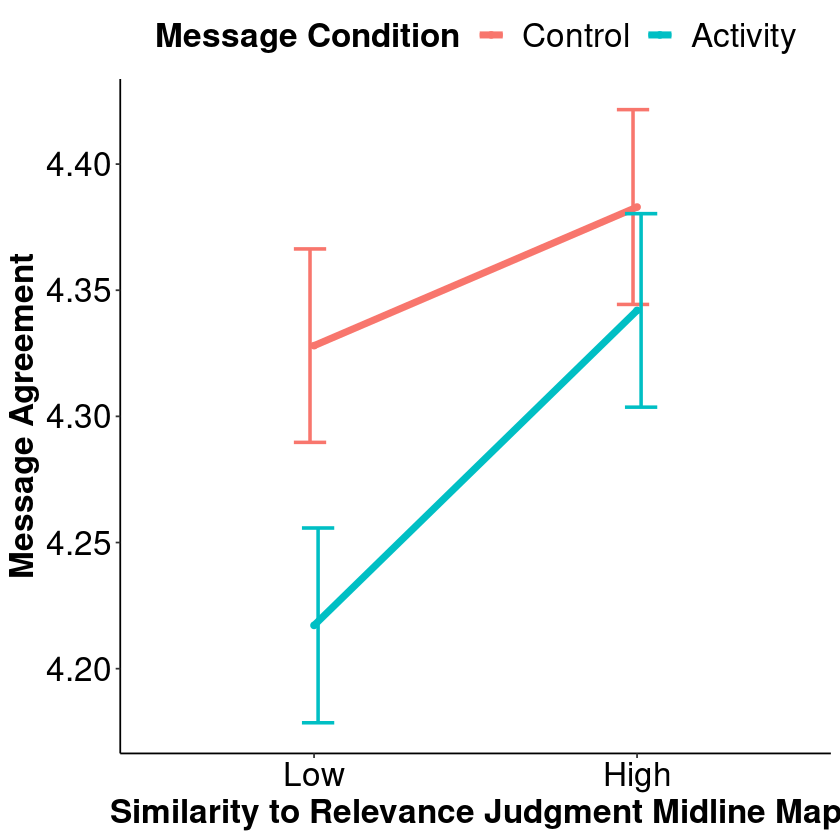 Message Condition Control Activity
Message Agreement
4.40
4.35
4.30
4.25
4.20
Low High
Similarity to Relevance Judgment Midline Map